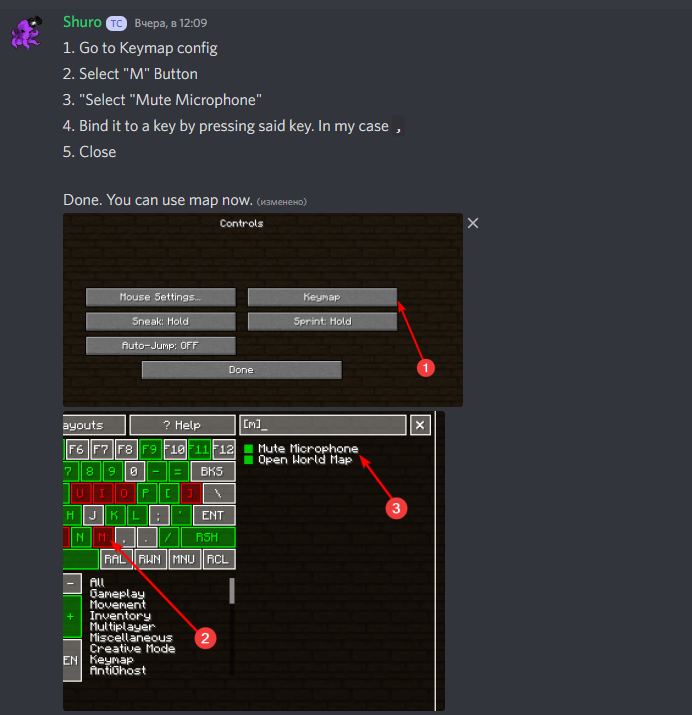 Shuro TC Вчера, в 12:09
1. Go to Keymap config
2. Select "M" Button
3. "Select "Mute Microphone"
4. Bind it to a key by pressing said key. In my case ,
5. Close
Done. You can use map now. (изменено)
Controls
Mouse Settings... Keymap
Sneak: Hold Sprint: Hold
Auto-Jump: OFF
Done
1
ayouts ? Help [m]_ ×
F6 F7 F8 F9 F10 F11 F12
7 8 9 0 - = BKS
U I O P [ ] \
H J K L ; ' ENT
N M , . / RSH
RAL RWN MNU RCL
Mute Microphone
Open World Map
3
2
- All
Gameplay
Movement
+ Inventory
Multiplayer
Miscellaneous
Creative Mode
EN Keymap
AntiGhost